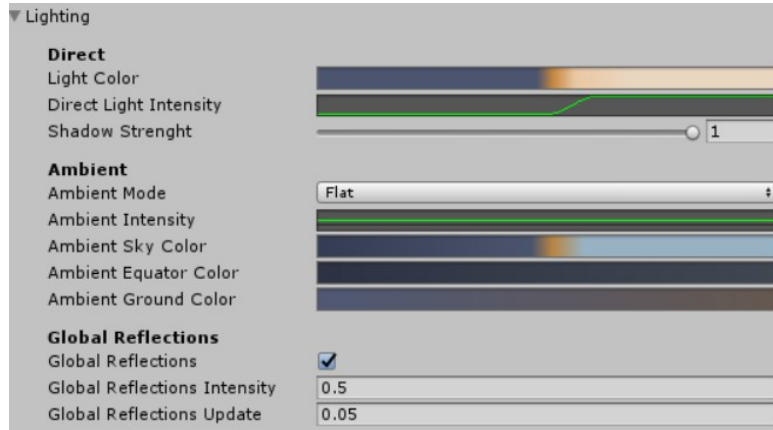 Lighting
Direct
Light Color
Direct Light Intensity
Shadow Strenght 1
Ambient
Ambient Mode Flat
Ambient Intensity
Ambient Sky Color
Ambient Equator Color
Ambient Ground Color
Global Reflections
Global Reflections
Global Reflections Intensity 0.5
Global Reflections Update 0.05